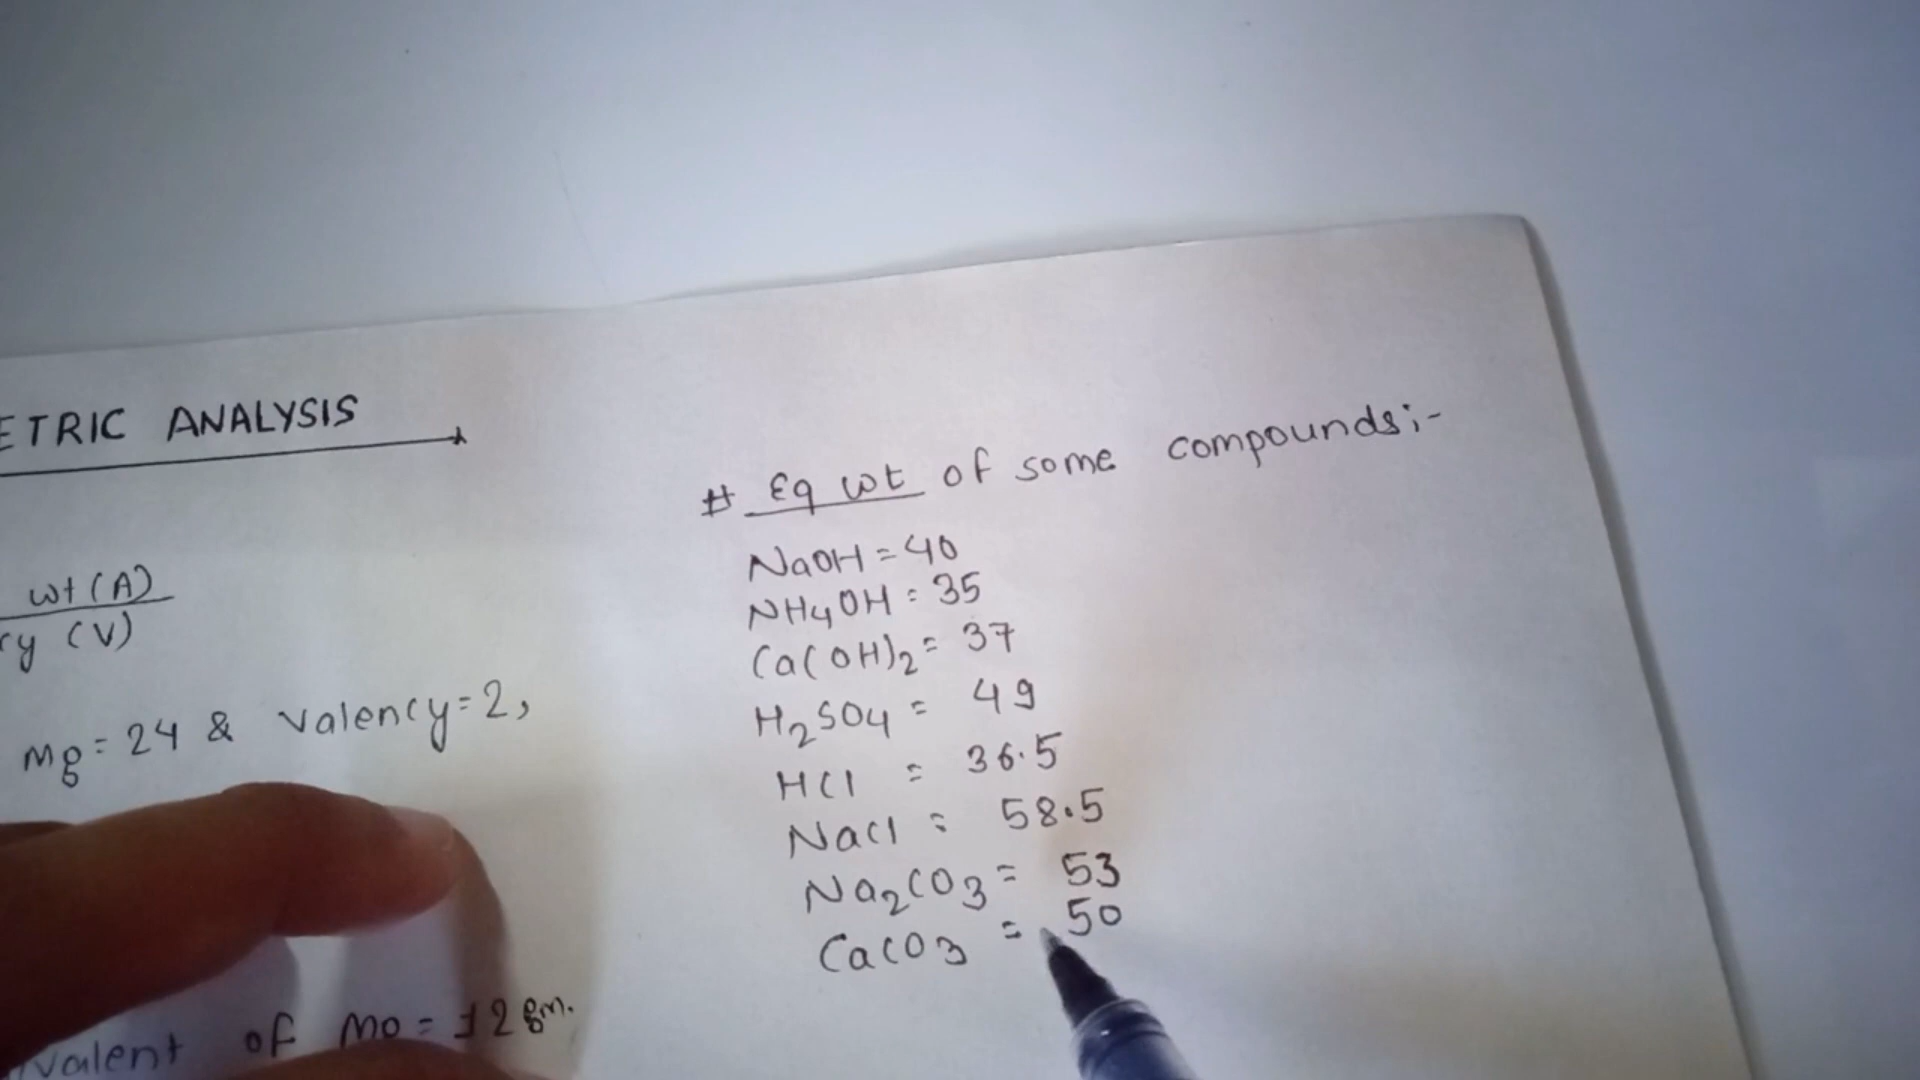 ETRIC ANALYSIS
wt (A)
ry (V)
Mg = 24 & valency = 2,
valent of Mg = 12 gm.
# Eq wt of some compounds;-
NaOH = 40
NH4OH = 35
Ca(OH)2 = 37
H2SO4 = 49
HCl = 36.5
NaCl = 58.5
Na2CO3 = 53
CaCO3 = 50